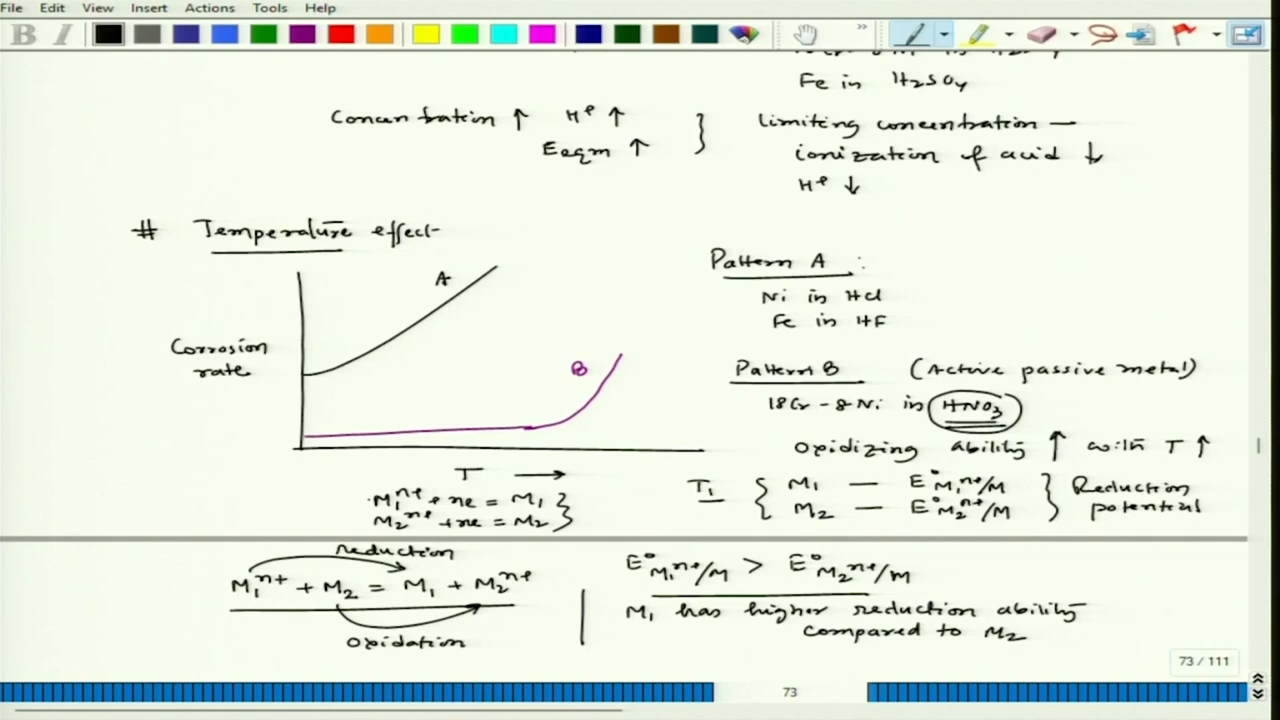 File Edit View Insert Actions Tools Help
Fe in H2SO4
Concentration ↑ H⊕ ↑
Eeqm ↑
limiting concentration —
ionization of acid ↓
H⊕ ↓
# Temperature effect
A
B
Corrosion
rate
T →
Pattern A :
Ni in HCl
Fe in HF
Pattern B (Active passive metal)
18Cr - 8Ni in HNO3
Oxidizing ability ↑ with T ↑
T1 { M1 — E°M1n+/M } Reduction
M2 — E°M2n+/M potential
M1n+ + ne = M1 }
M2n+ + ne = M2
reduction
M1n+ + M2 = M1 + M2n+
oxidation
E°M1n+/M > E°M2n+/M
M1 has higher reduction ability
compared to M2
73 / 111
73